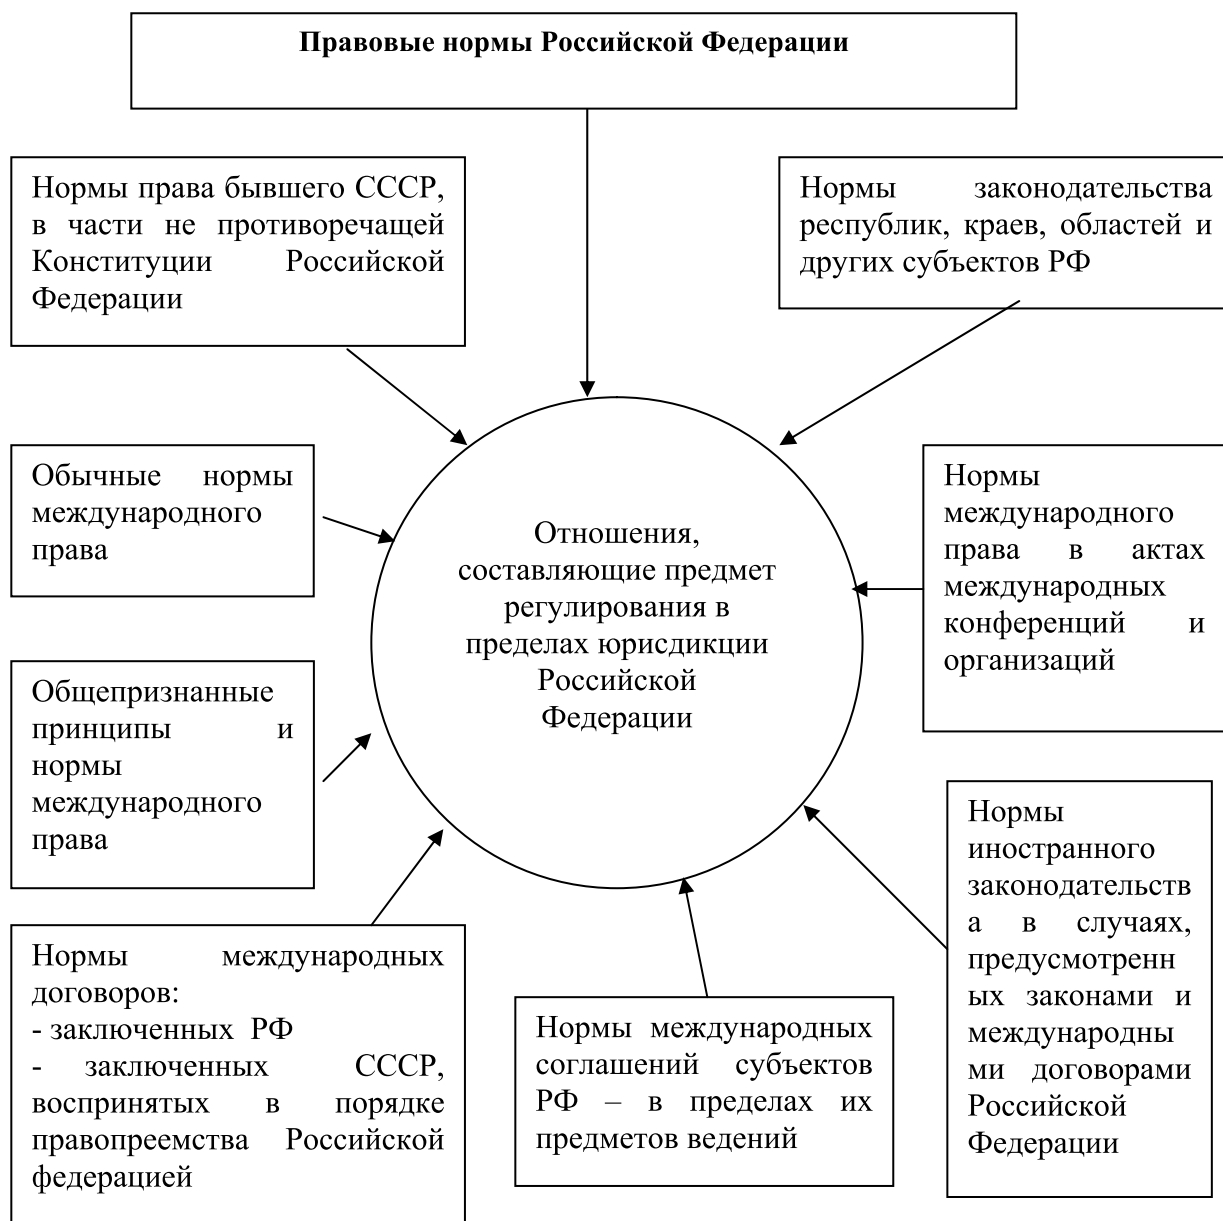 Правовые нормы Российской Федерации
Нормы права бывшего СССР,
в части не противоречащей
Конституции Российской
Федерации
Нормы законодательства
республик, краев, областей и
других субъектов РФ
Обычные нормы
международного
права
Отношения,
составляющие предмет
регулирования в
пределах юрисдикции
Российской
Федерации
Нормы
международного
права в актах
международных
конференций и
организаций
Общепризнанные
принципы и
нормы
международного
права
Нормы международных
договоров:
- заключенных РФ
- заключенных СССР,
воспринятых в порядке
правопреемства Российской
федерацией
Нормы международных
соглашений субъектов
РФ – в пределах их
предметов ведений
Нормы
иностранного
законодательств
а в случаях,
предусмотренн
ых законами и
международны
ми договорами
Российской
Федерации